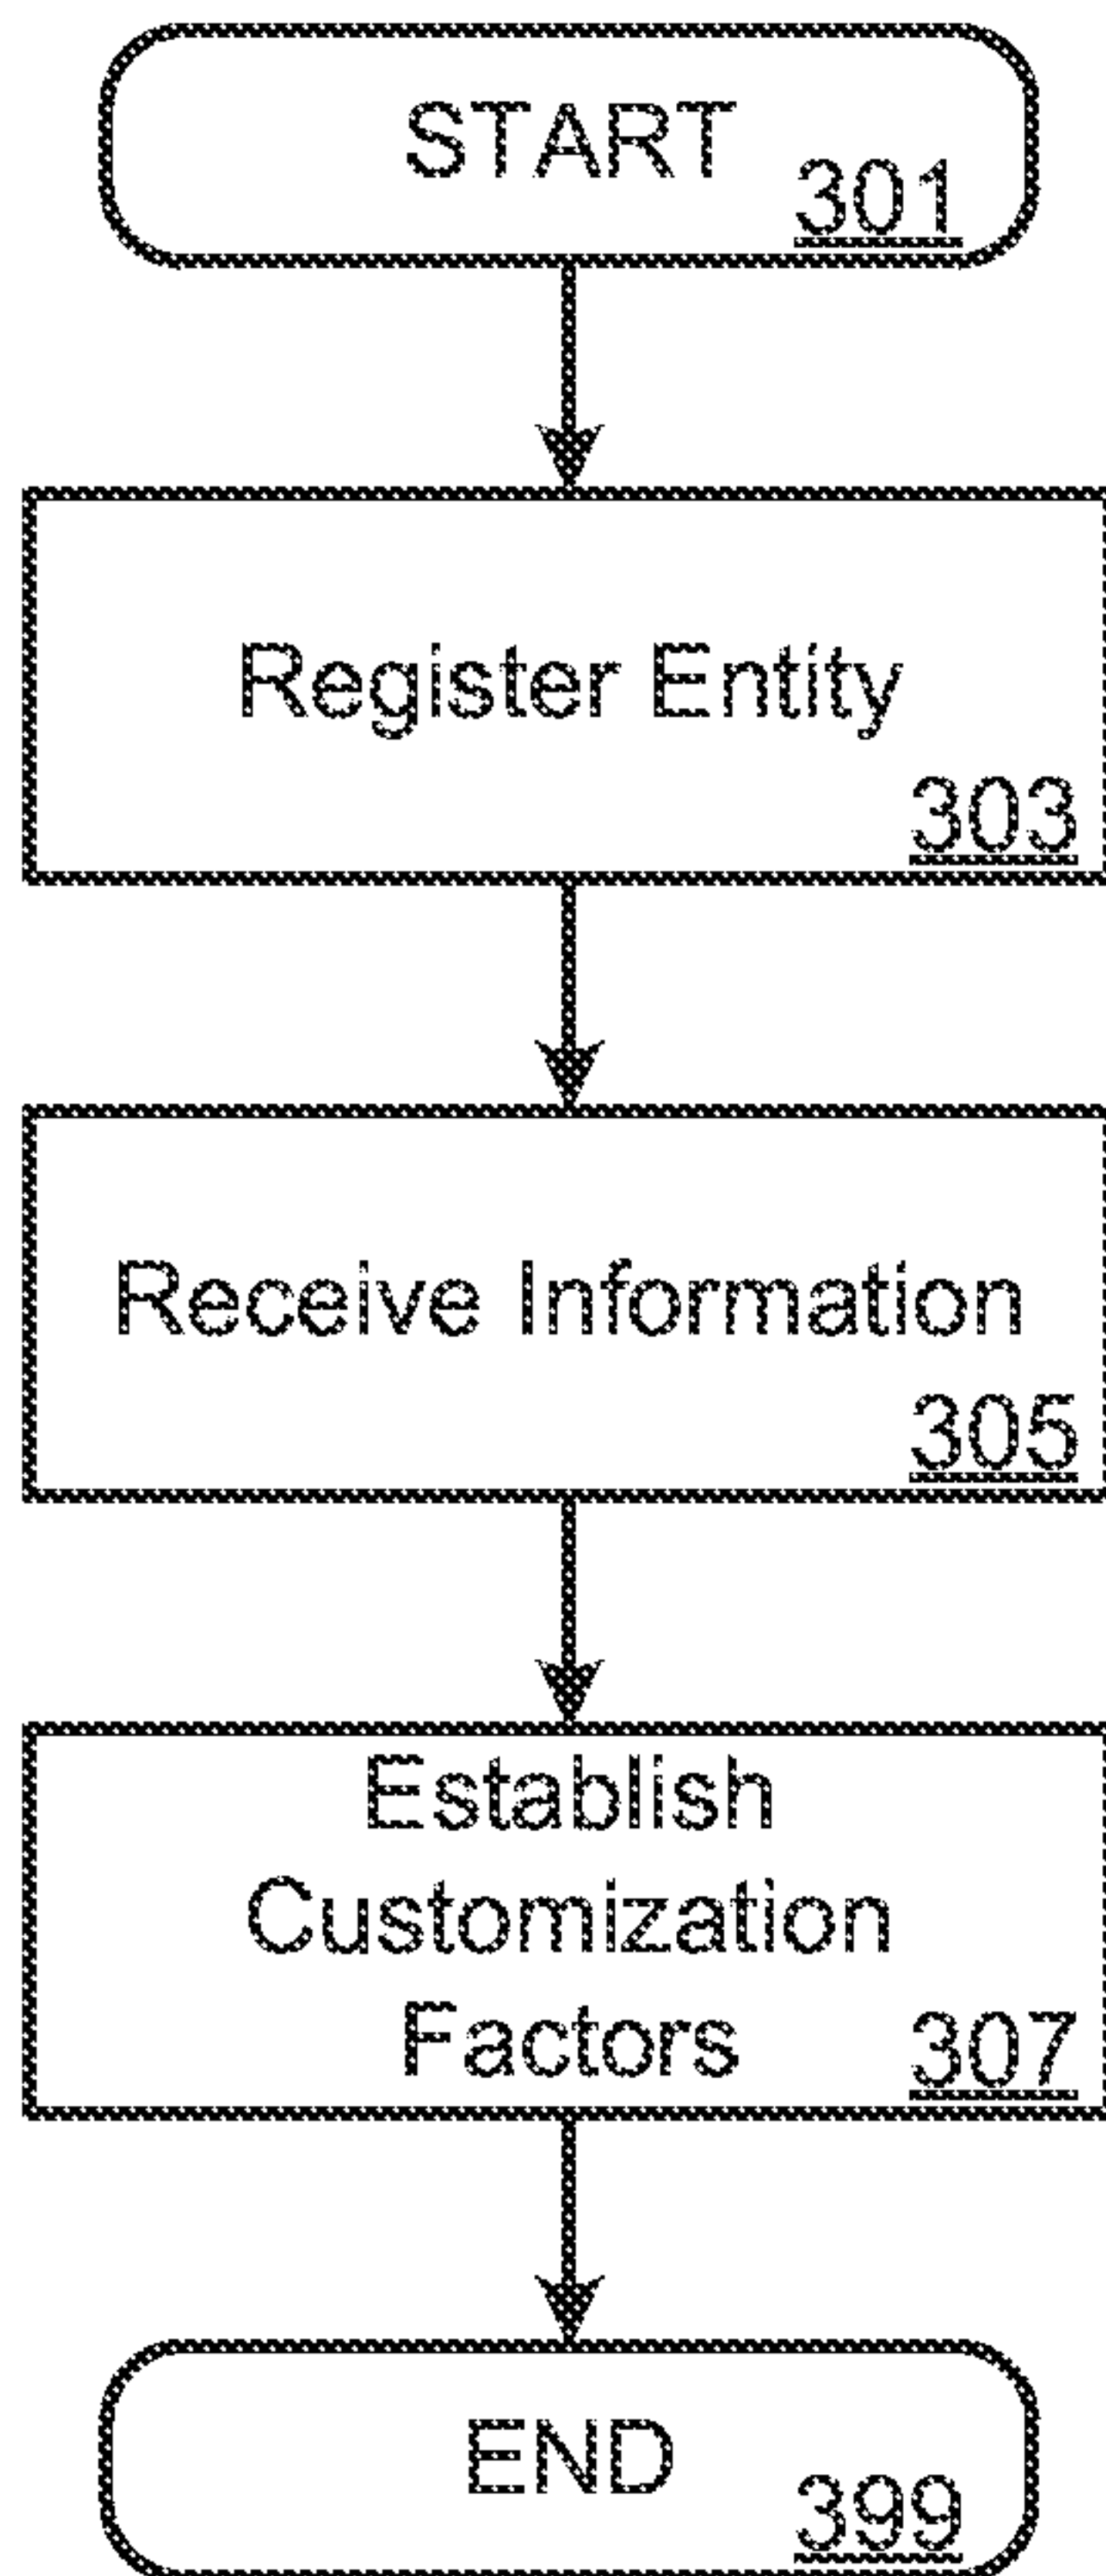 START
301
Register Entity
303
Receive Information
305
Establish
Customization
Factors
307
END
399